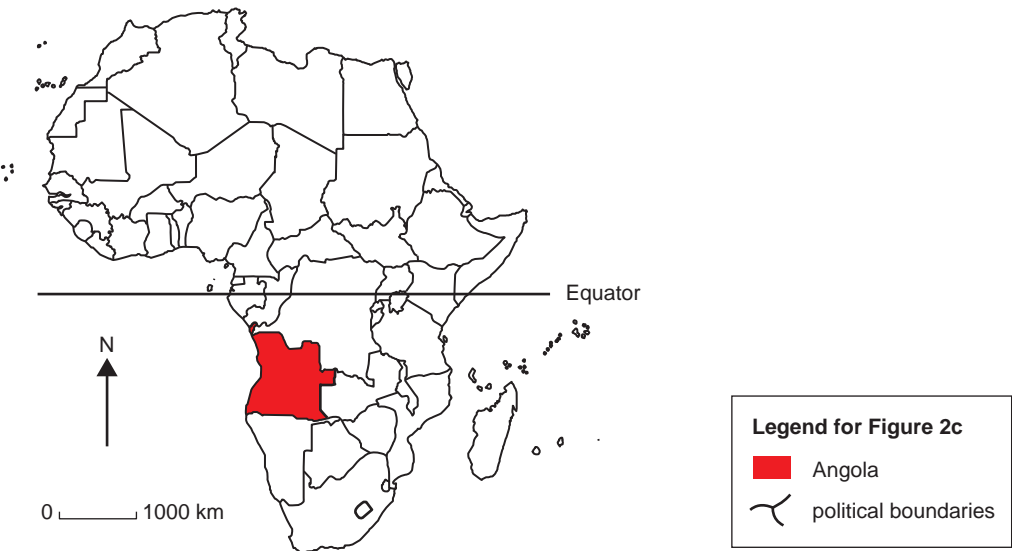 Equator
N
0 1000 km
Legend for Figure 2c
Angola
political boundaries